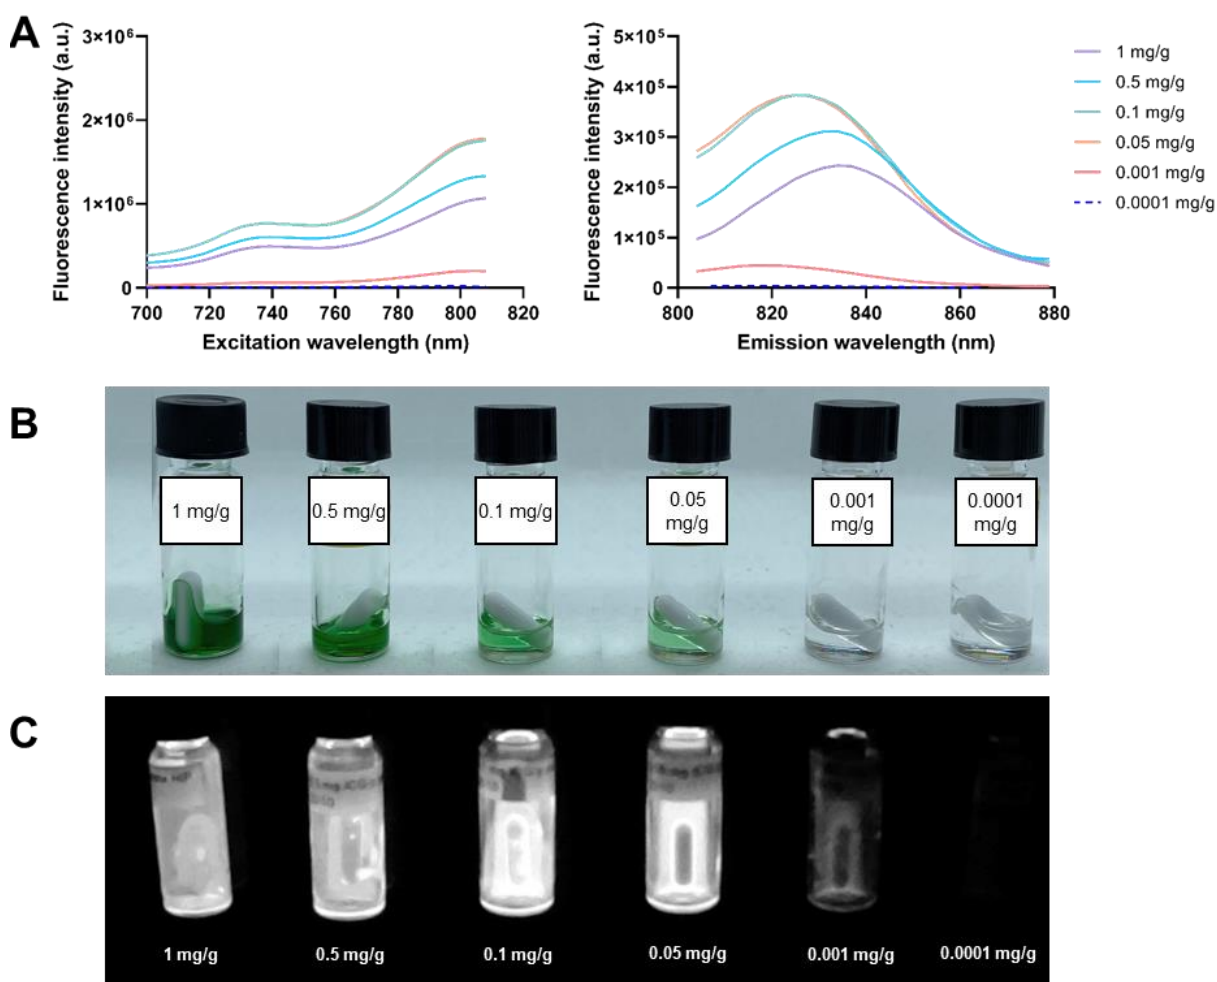 A
Fluorescence intensity (a.u.)
3×10⁶
2×10⁶
1×10⁶
0
700 720 740 760 780 800 820
Excitation wavelength (nm)
Fluorescence intensity (a.u.)
5×10⁵
4×10⁵
3×10⁵
2×10⁵
1×10⁵
0
800 820 840 860 880
Emission wavelength (nm)
1 mg/g
0.5 mg/g
0.1 mg/g
0.05 mg/g
0.001 mg/g
0.0001 mg/g
B
1 mg/g
0.5 mg/g
0.1 mg/g
0.05
mg/g
0.001
mg/g
0.0001
mg/g
C
1 mg/g
0.5 mg/g
0.1 mg/g
0.05 mg/g
0.001 mg/g
0.0001 mg/g